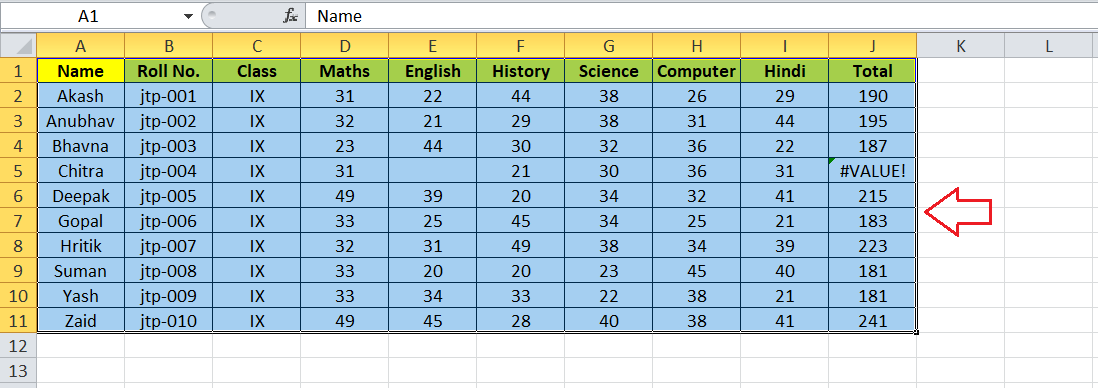 A1 fx Name
A B C D E F G H I J K L
1 Name Roll No. Class Maths English History Science Computer Hindi Total
2 Akash jtp-001 IX 31 22 44 38 26 29 190
3 Anubhav jtp-002 IX 32 21 29 38 31 44 195
4 Bhavna jtp-003 IX 23 44 30 32 36 22 187
5 Chitra jtp-004 IX 31 21 30 36 31 #VALUE!
6 Deepak jtp-005 IX 49 39 20 34 32 41 215
7 Gopal jtp-006 IX 33 25 45 34 25 21 183
8 Hritik jtp-007 IX 32 31 49 38 34 39 223
9 Suman jtp-008 IX 33 20 20 23 45 40 181
10 Yash jtp-009 IX 33 34 33 22 38 21 181
11 Zaid jtp-010 IX 49 45 28 40 38 41 241
12
13